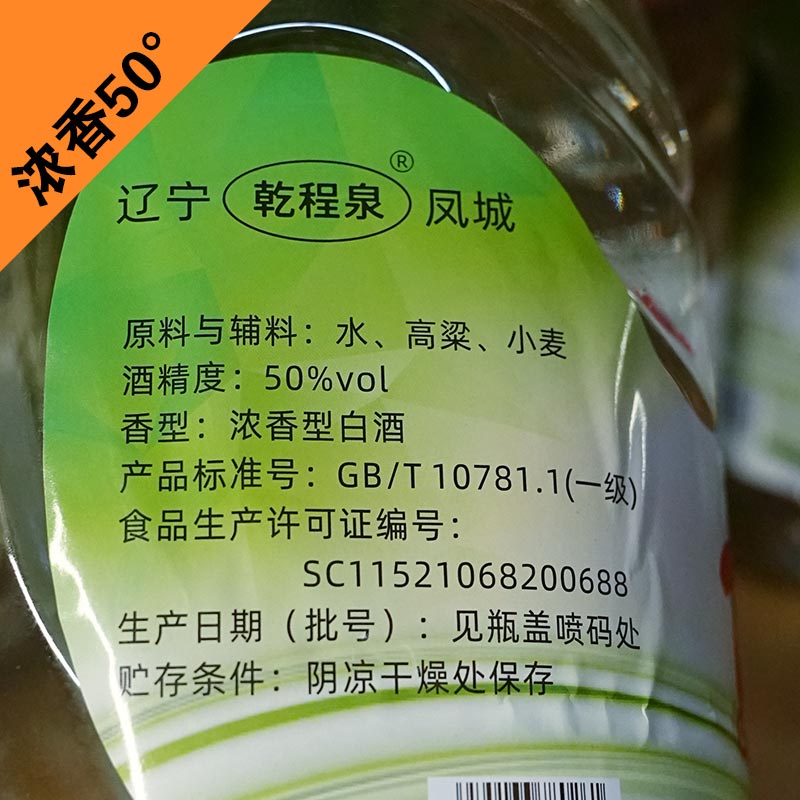 浓香50°
辽宁 乾程泉® 凤城
原料与辅料：水、高粱、小麦
酒精度：50%vol
香型：浓香型白酒
产品标准号：GB/T 10781.1(一级)
食品生产许可证编号：
SC11521068200688
生产日期（批号）：见瓶盖喷码处
贮存条件：阴凉干燥处保存